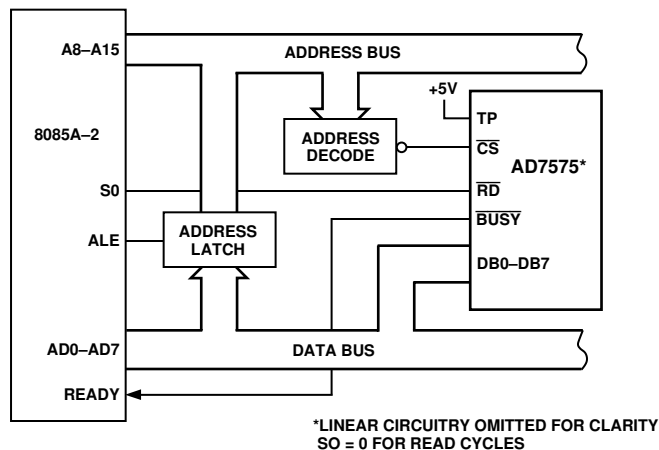 A8–A15
ADDRESS BUS
+5V
TP
8085A–2
ADDRESS
DECODE
CS
AD7575*
S0
RD
ADDRESS
LATCH
BUSY
ALE
DB0–DB7
AD0–AD7
DATA BUS
READY
*LINEAR CIRCUITRY OMITTED FOR CLARITY
SO = 0 FOR READ CYCLES